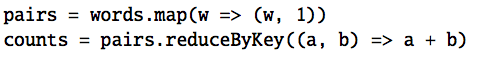 pairs = words.map(w => (w, 1))
counts = pairs.reduceByKey((a, b) => a + b)